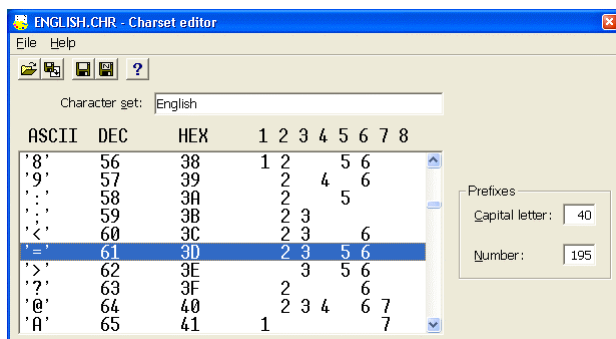 ENGLISH.CHR - Charset editor
File Help
Character set: English
ASCII DEC HEX 1 2 3 4 5 6 7 8
'8' 56 38 1 2 5 6
'9' 57 39 2 4 6
':' 58 3A 2 5
';' 59 3B 2 3
'<' 60 3C 2 3 6
'=' 61 3D 2 3 5 6
'>' 62 3E 3 5 6
'?' 63 3F 2 6
'@' 64 40 2 3 4 6 7
'A' 65 41 1 7
Prefixes
Capital letter: 40
Number: 195